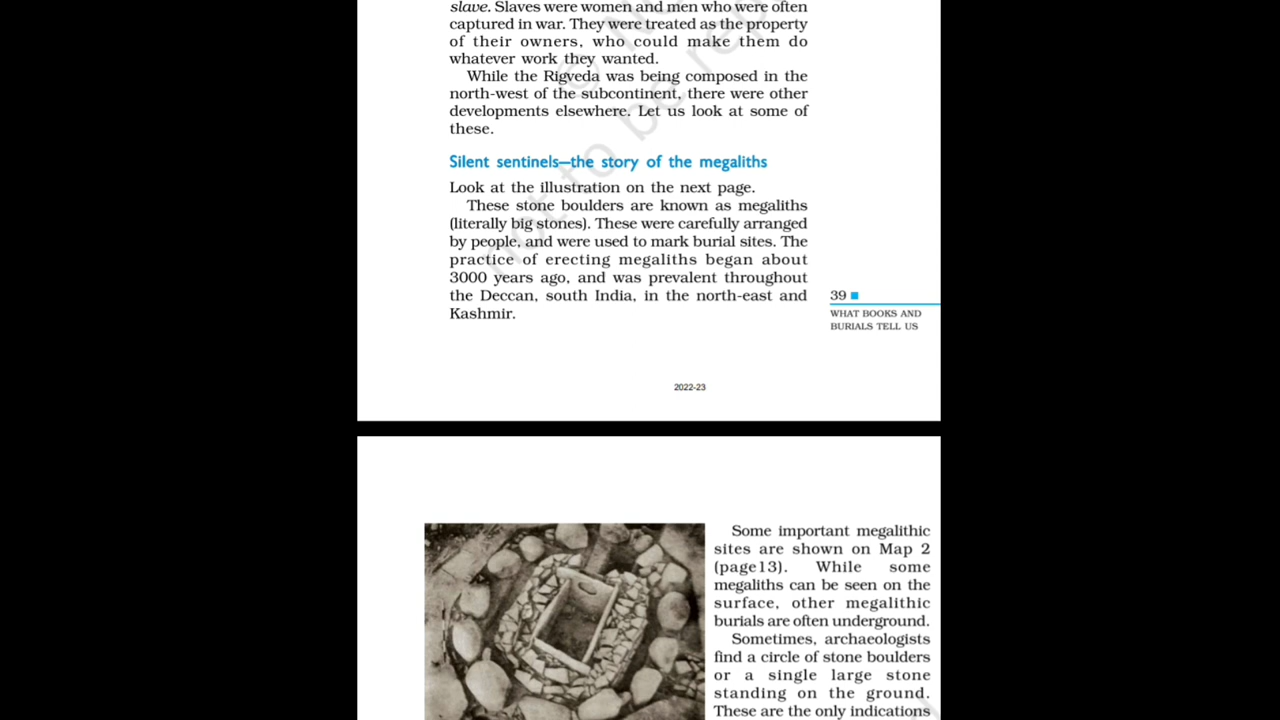 slave. Slaves were women and men who were often
captured in war. They were treated as the property
of their owners, who could make them do
whatever work they wanted.
While the Rigveda was being composed in the
north-west of the subcontinent, there were other
developments elsewhere. Let us look at some of
these.
Silent sentinels—the story of the megaliths
Look at the illustration on the next page.
These stone boulders are known as megaliths
(literally big stones). These were carefully arranged
by people, and were used to mark burial sites. The
practice of erecting megaliths began about
3000 years ago, and was prevalent throughout
the Deccan, south India, in the north-east and
Kashmir.
39
WHAT BOOKS AND
BURIALS TELL US
2022-23
Some important megalithic
sites are shown on Map 2
(page13). While some
megaliths can be seen on the
surface, other megalithic
burials are often underground.
Sometimes, archaeologists
find a circle of stone boulders
or a single large stone
standing on the ground.
These are the only indications
not to be rep